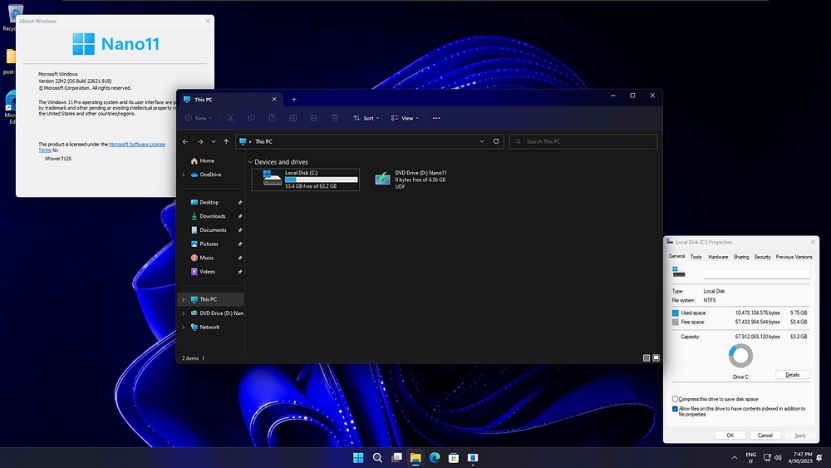 Recyc
post-
Micro
Ed
About Windows
Nano11
Microsoft Windows
Version 22H2 (OS Build 22621.819)
© Microsoft Corporation. All rights reserved.
The Windows 11 Pro operating system and its user interface are p
by trademark and other pending or existing intellectual property r
the United States and other countries/regions.
This product is licensed under the Microsoft Software License
Terms to:
XPower7125
This PC
New
Sort
View
This PC
Search This PC
Home
OneDrive
Desktop
Downloads
Documents
Pictures
Music
Videos
This PC
DVD Drive (D:) Nan
Network
Devices and drives
Local Disk (C:)
53.4 GB free of 63.2 GB
DVD Drive (D:) Nano11
0 bytes free of 4.56 GB
UDF
2 items
Local Disk (C:) Properties
General Tools Hardware Sharing Security Previous Versions
Type: Local Disk
File system: NTFS
Used space: 10,478,104,576 bytes 9.75 GB
Free space: 57,433,964,544 bytes 53.4 GB
Capacity: 67,912,069,120 bytes 63.2 GB
Drive C:
Details
Compress this drive to save disk space
Allow files on this drive to have contents indexed in addition to
file properties
OK Cancel Apply
ENG
IT
7:47 PM
4/30/2023